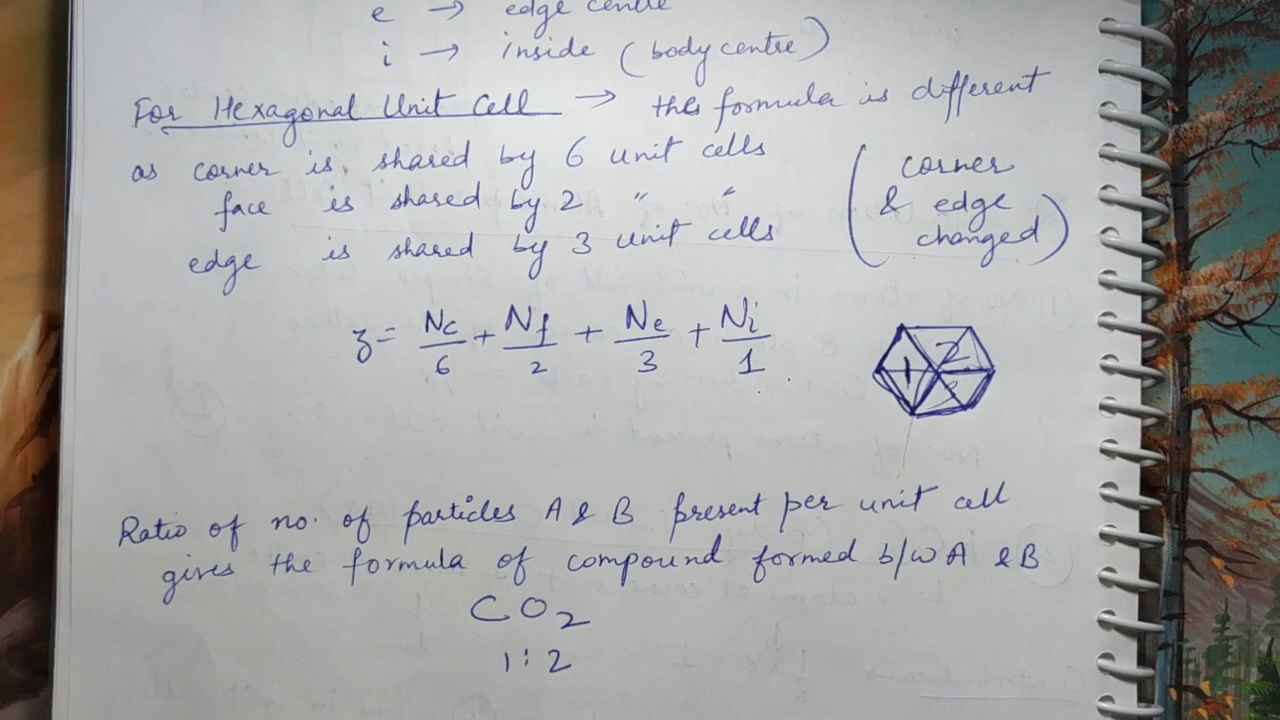 e → edge centre
i → inside (body centre)
For Hexagonal Unit Cell → this formula is different
as corner is shared by 6 unit cells
face is shared by 2 " "
edge is shared by 3 unit cells
(corner
& edge
changed)
z = Nc/6 + Nf/2 + Ne/3 + Ni/1
1 2
3
Ratio of no. of particles A & B present per unit cell
gives the formula of compound formed b/w A & B
CO2
1:2